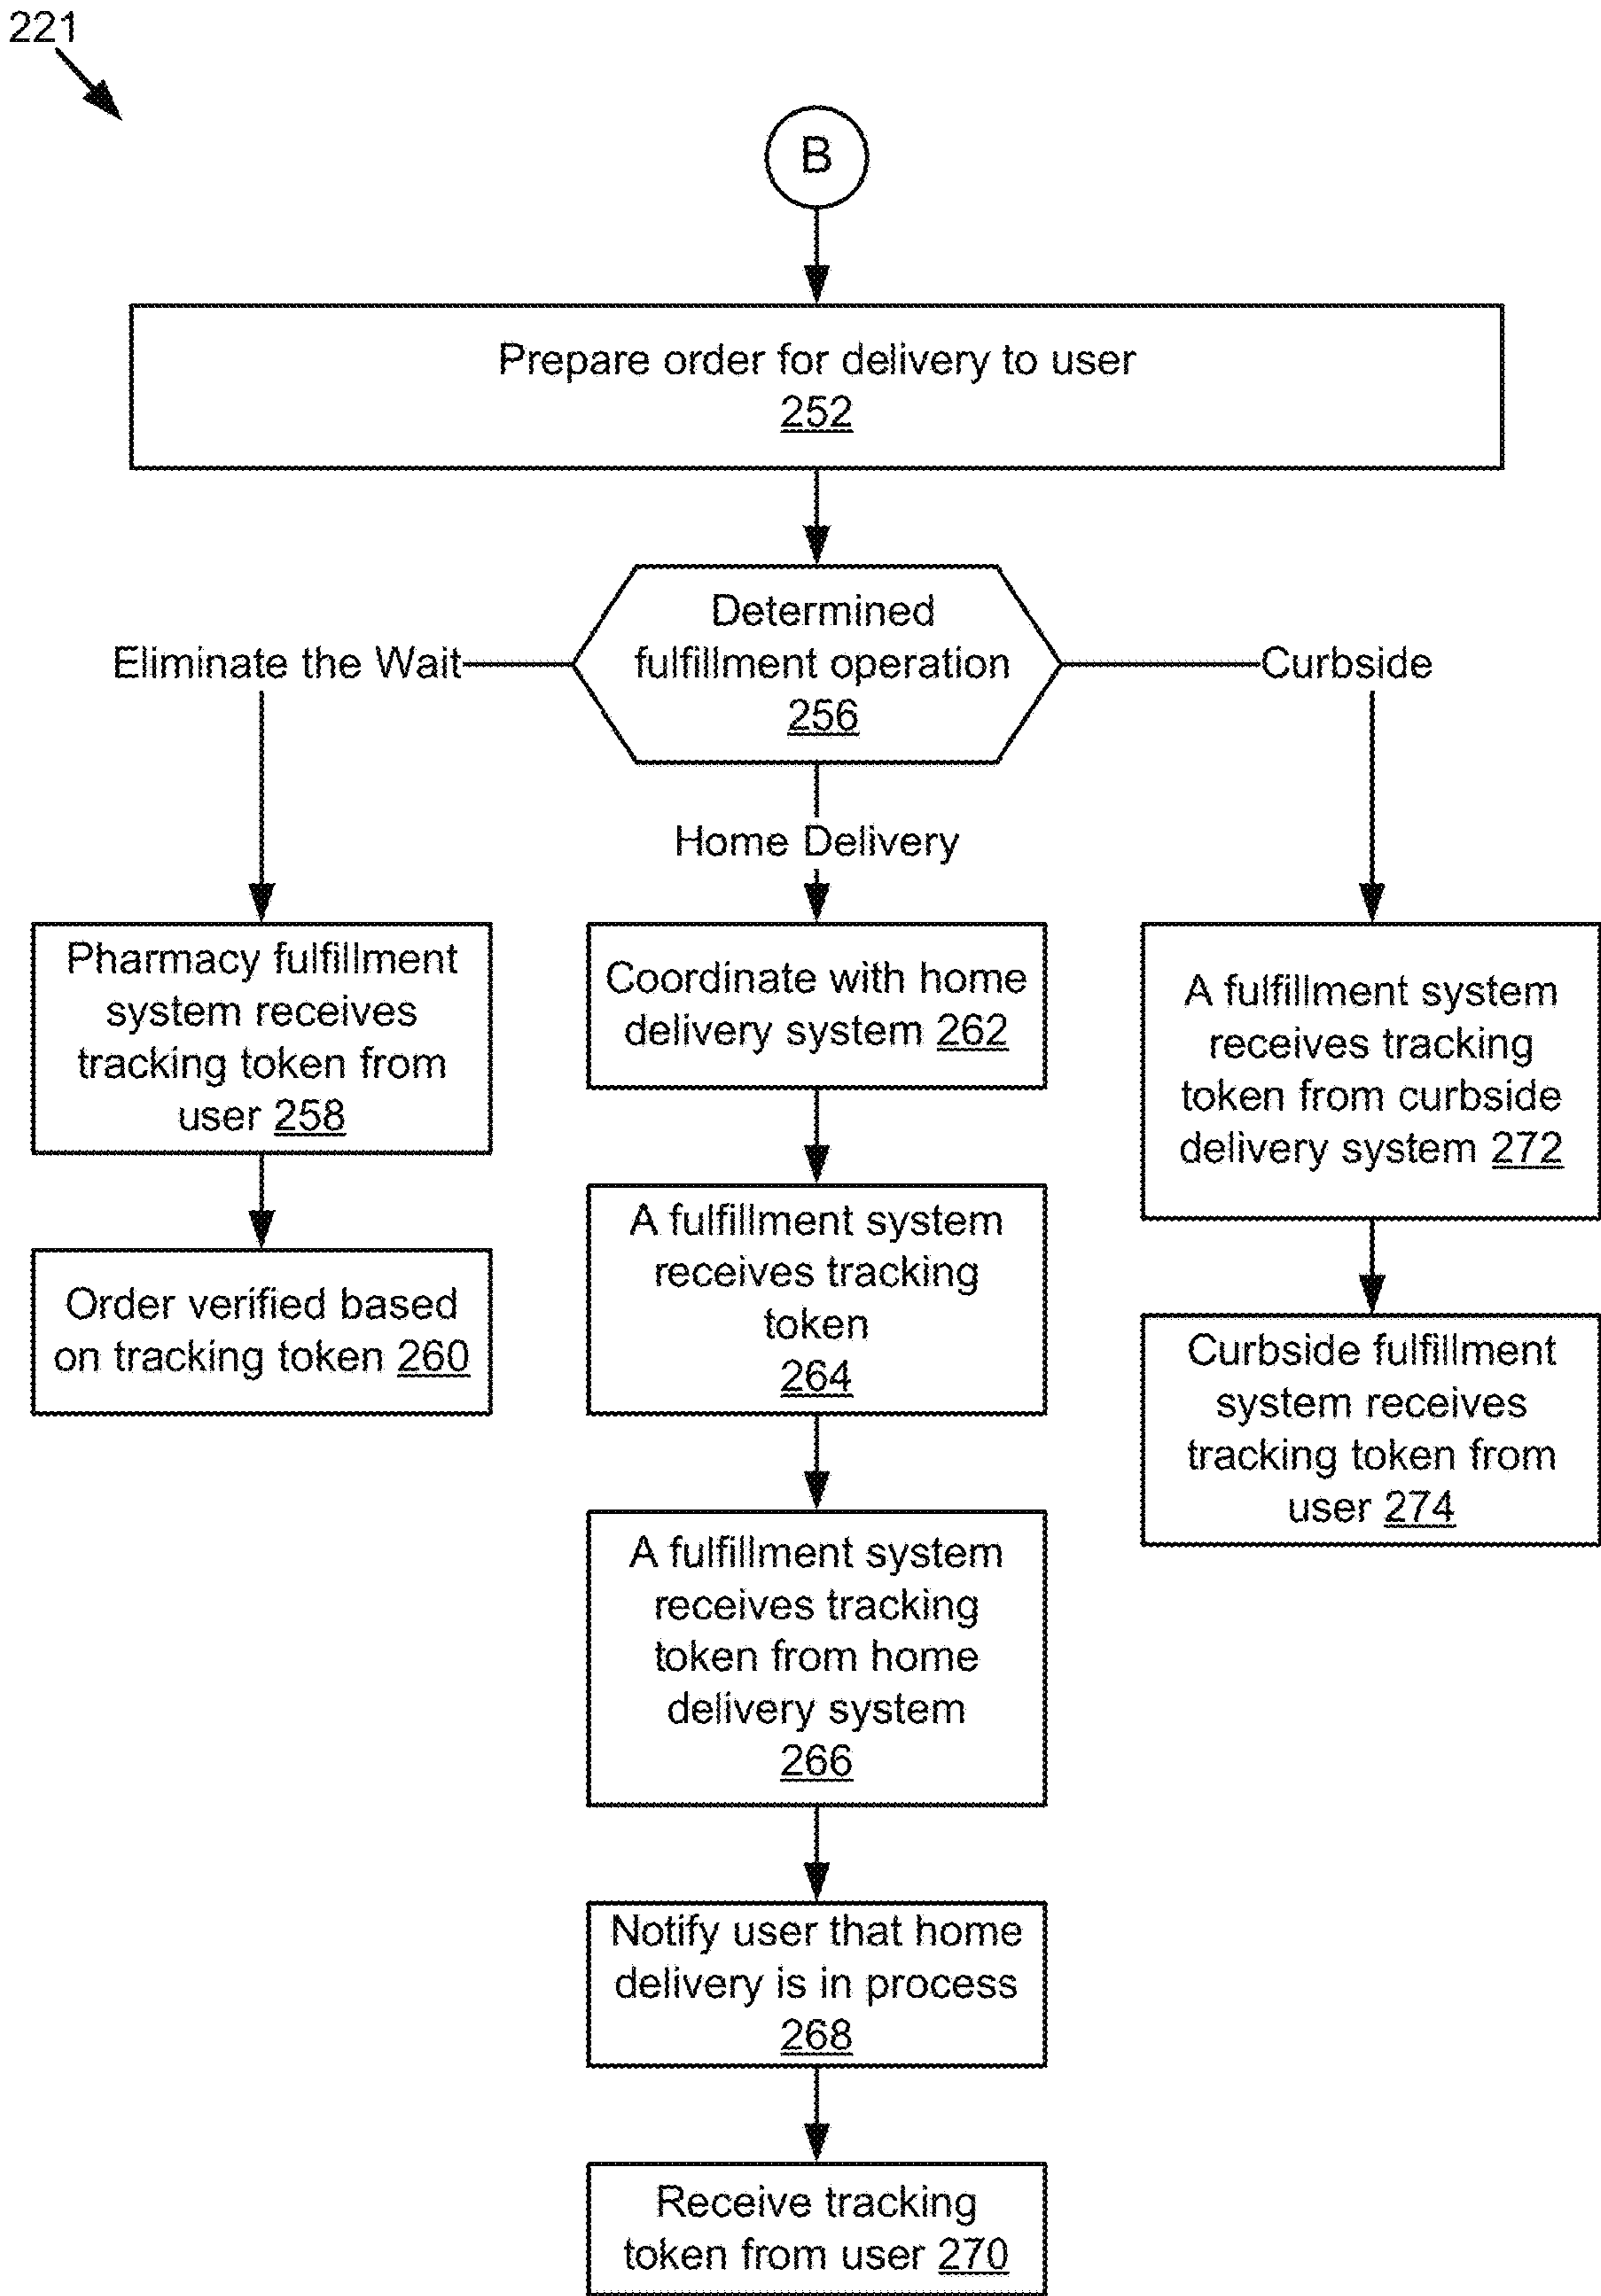 221
B
Prepare order for delivery to user
252
Determined
fulfillment operation
256
Eliminate the Wait
Curbside
Home Delivery
Pharmacy fulfillment
system receives
tracking token from
user 258
Order verified based
on tracking token 260
Coordinate with home
delivery system 262
A fulfillment system
receives tracking
token
264
A fulfillment system
receives tracking
token from home
delivery system
266
Notify user that home
delivery is in process
268
Receive tracking
token from user 270
A fulfillment system
receives tracking
token from curbside
delivery system 272
Curbside fulfillment
system receives
tracking token from
user 274